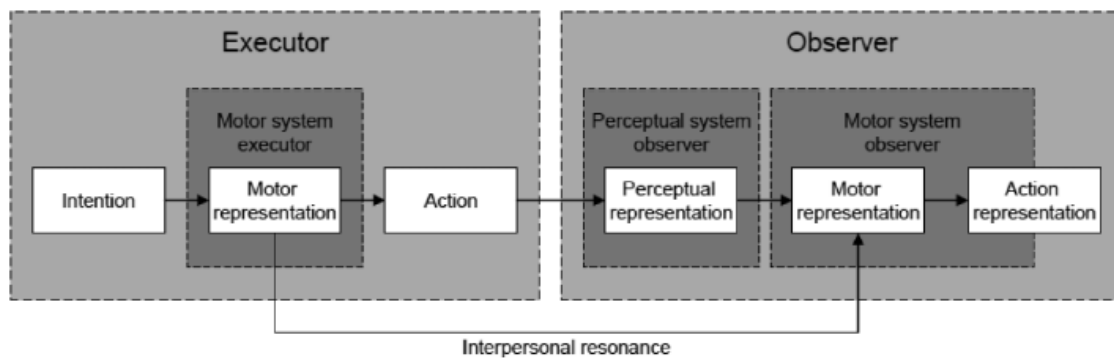 Executor
Observer
Motor system
executor
Perceptual system
observer
Motor system
observer
Intention
Motor
representation
Action
Perceptual
representation
Motor
representation
Action
representation
Interpersonal resonance